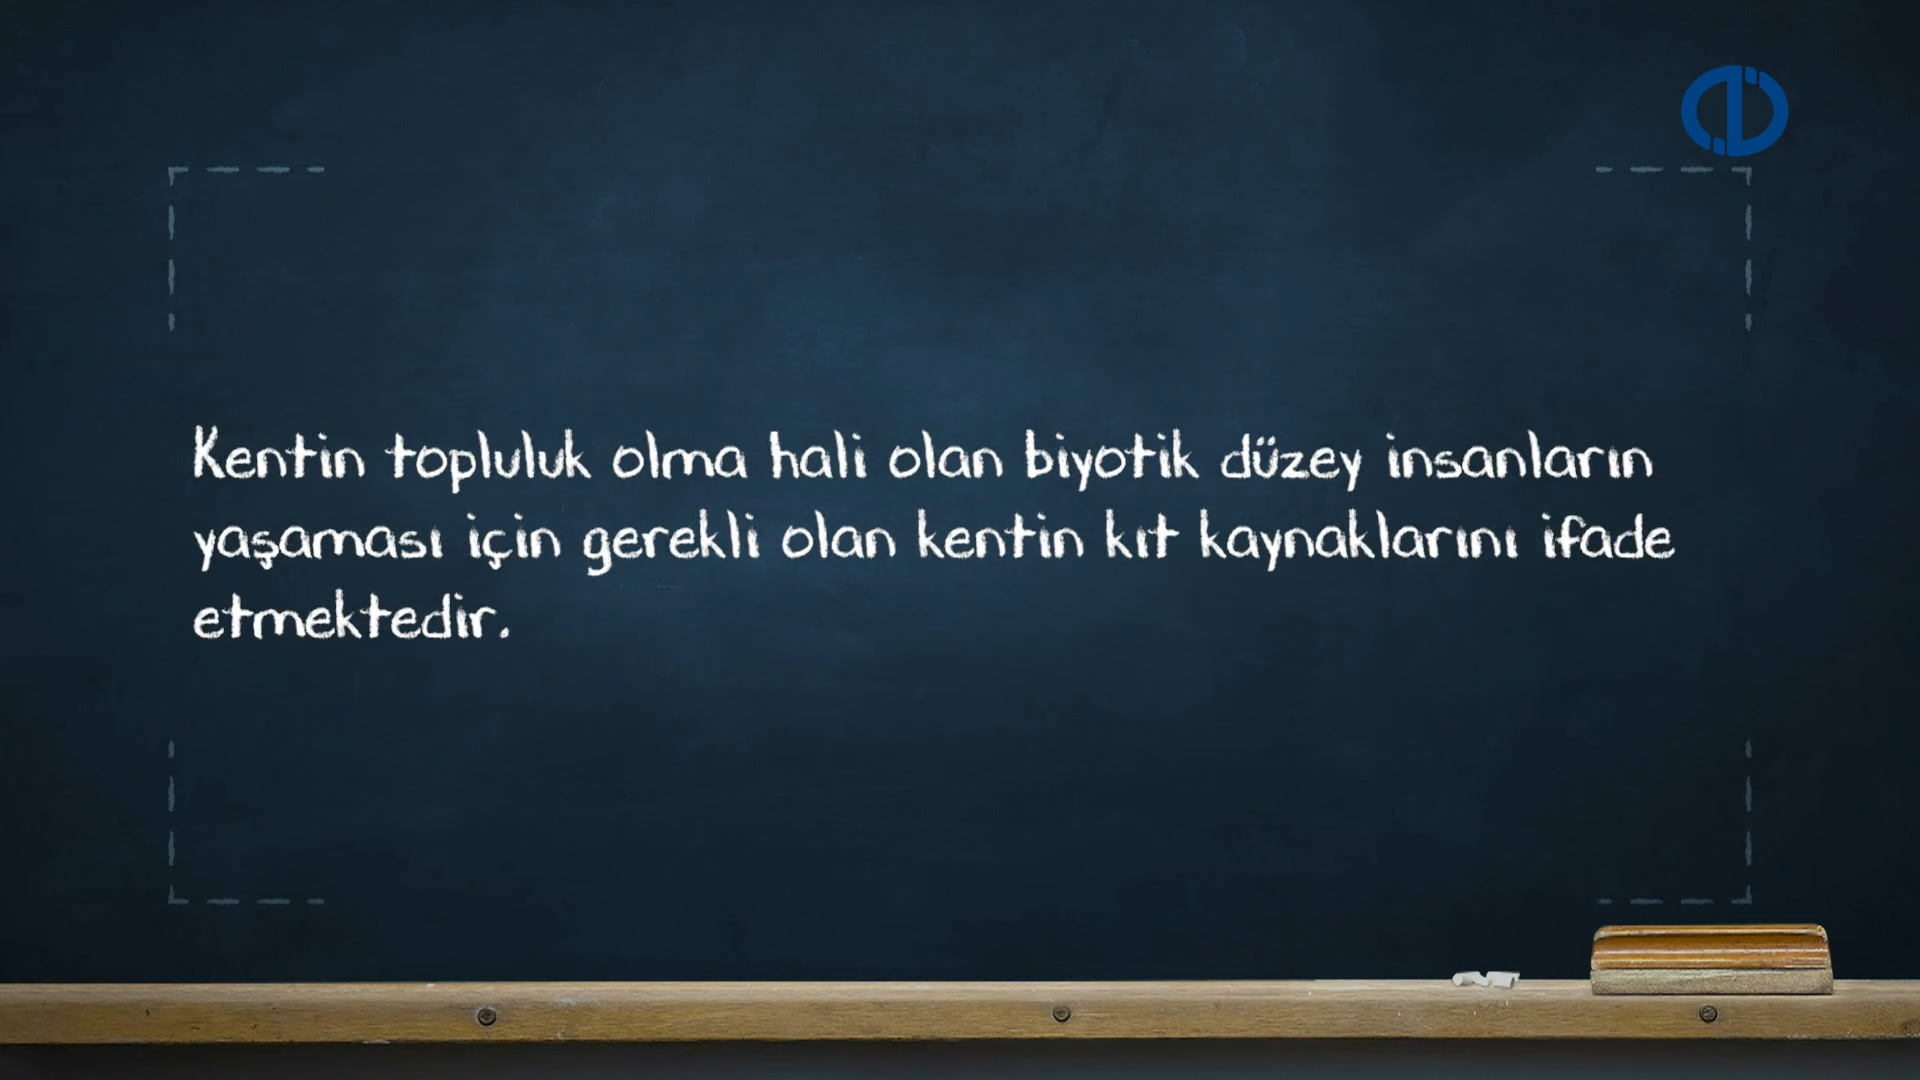 Kentin topluluk olma hali olan biyotik düzey insanların
yaşaması için gerekli olan kentin kıt kaynaklarını ifade
etmektedir.